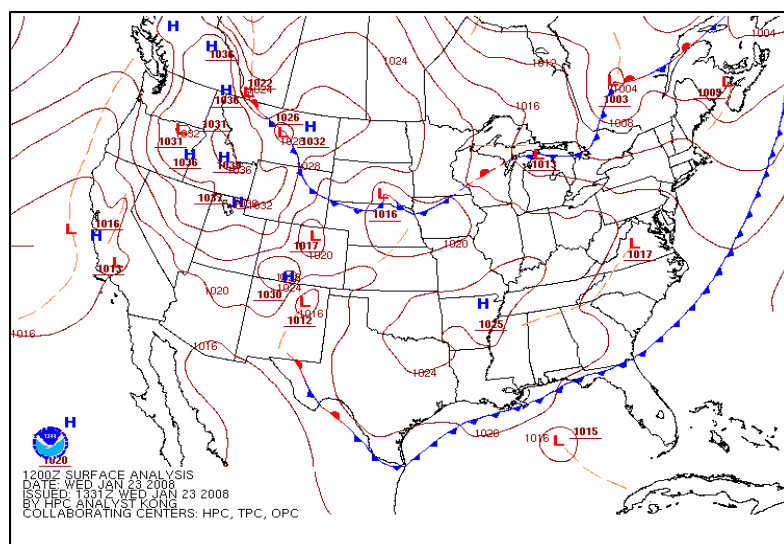 H
H 1036
1022
L 1024
H
1036
1024
1012
1016
1004
L 1004
1003
1008
L
1009
1026
L
H
1028
1032
1028
L
1031
1031
H
1036
H
1036
L
1013
1037
H
1032
L
1016
1020
1016
H
L
L
1013
L
1017
1020
L
1017
1020
H
1030
1024
L
1016
1012
H
1025
1016
1016
1024
1020
1016
L
1015
H
1020
1200Z SURFACE ANALYSIS
DATE: WED JAN 23 2008
ISSUED: 1331Z WED JAN 23 2008
BY HPC ANALYST KONG
COLLABORATING CENTERS: HPC, TPC, OPC